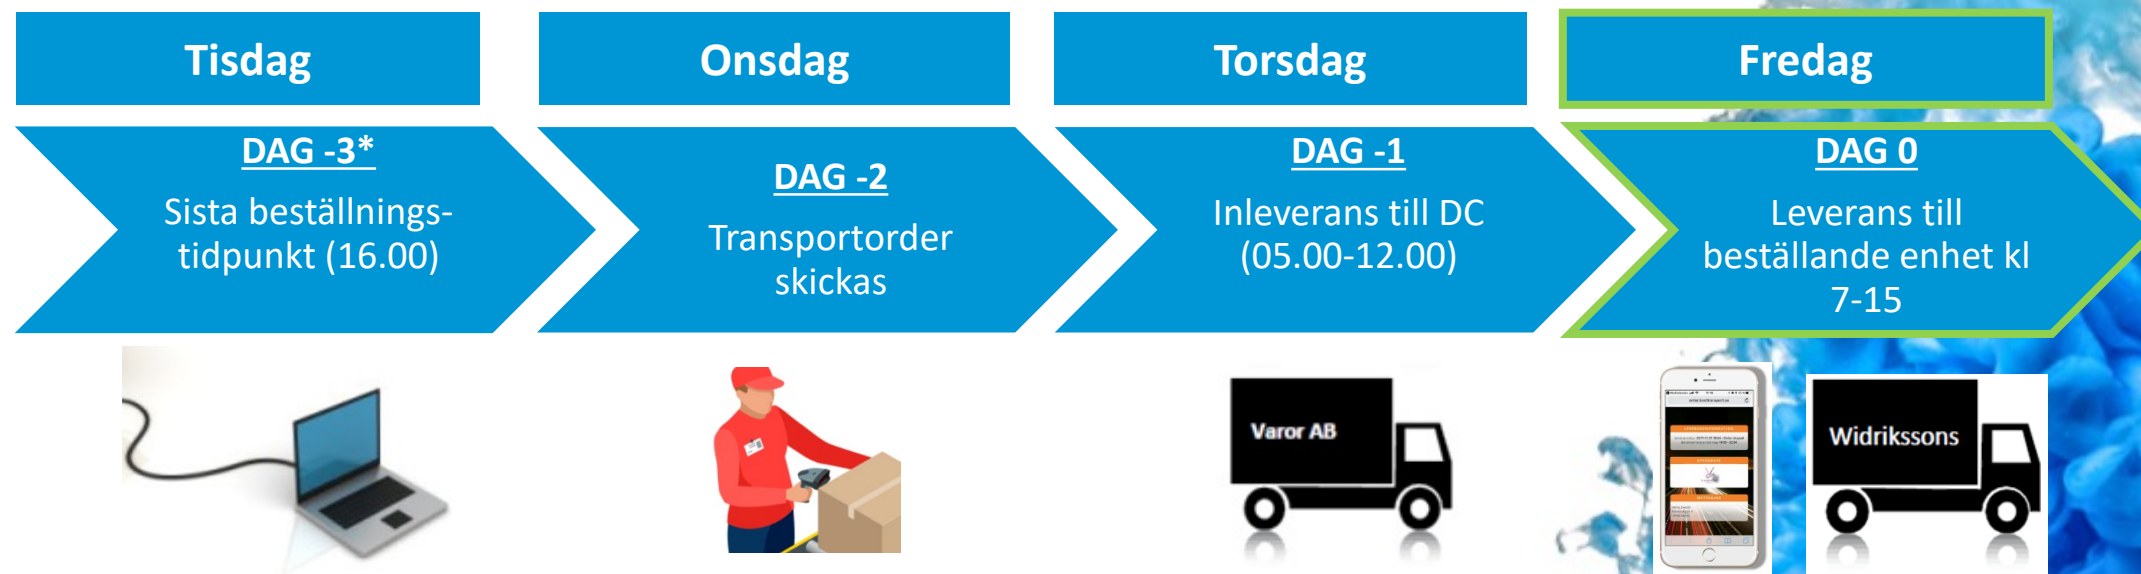 Tisdag
Onsdag
Torsdag
Fredag
DAG -3*
Sista beställnings-
tidpunkt (16.00)
DAG -2
Transportorder
skickas
DAG -1
Inleverans till DC
(05.00-12.00)
DAG 0
Leverans till
beställande enhet kl
7-15
Varor AB
Widrikssons